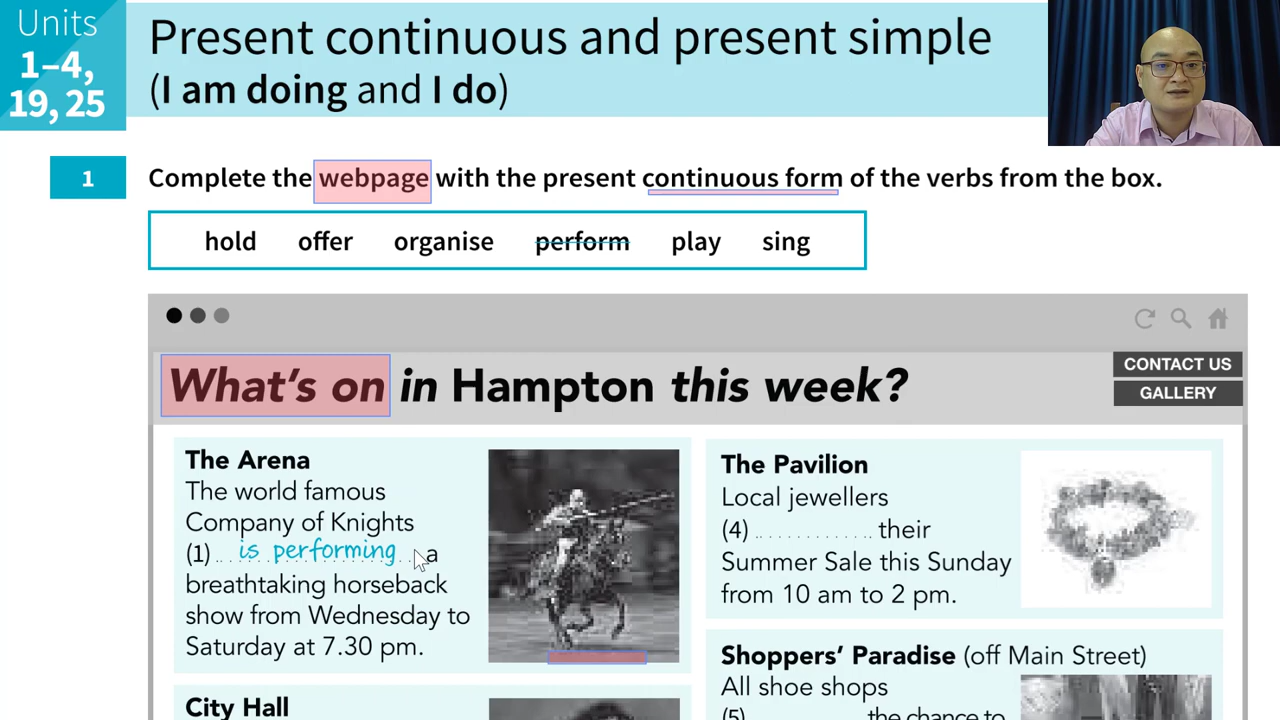 Units
1–4,
19, 25
Present continuous and present simple
(I am doing and I do)
1
Complete the webpage with the present continuous form of the verbs from the box.
hold offer organise perform play sing
What's on in Hampton this week?
CONTACT US
GALLERY
The Arena
The world famous
Company of Knights
(1) is performing a
breathtaking horseback
show from Wednesday to
Saturday at 7.30 pm.
City Hall
The Pavilion
Local jewellers
(4) ............. their
Summer Sale this Sunday
from 10 am to 2 pm.
Shoppers' Paradise (off Main Street)
All shoe shops
(5) ............. the chance to